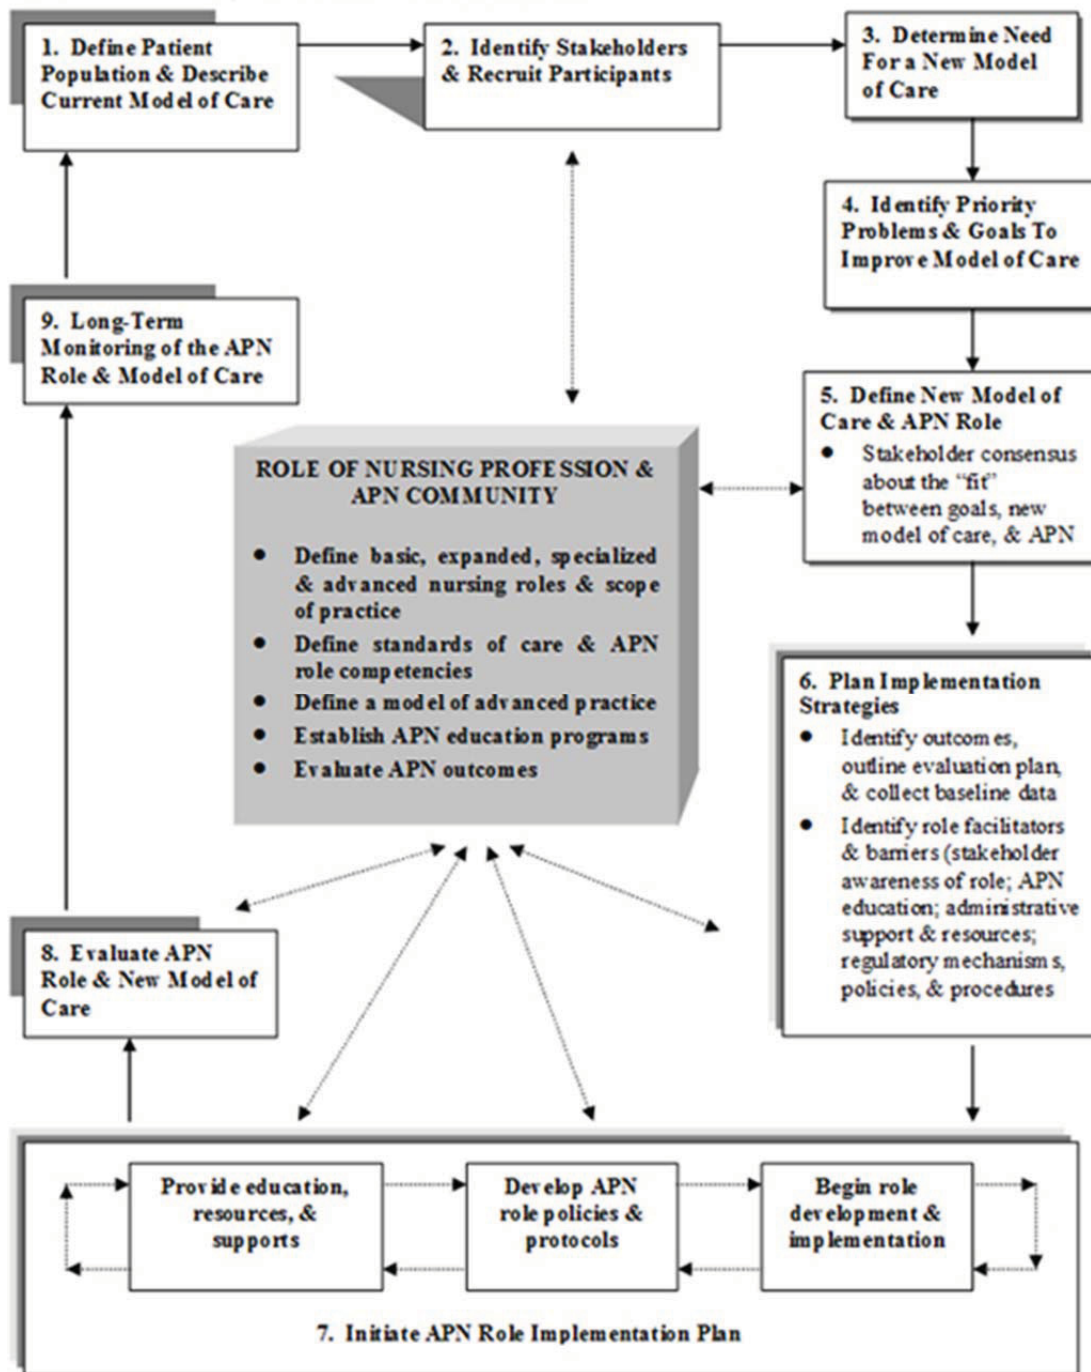 1. Define Patient
Population & Describe
Current Model of Care
2. Identify Stakeholders
& Recruit Participants
3. Determine Need
For a New Model
of Care
4. Identify Priority
Problems & Goals To
Improve Model of Care
5. Define New Model of
Care & APN Role
● Stakeholder consensus
about the “fit”
between goals, new
model of care, & APN
6. Plan Implementation
Strategies
● Identify outcomes,
outline evaluation plan,
& collect baseline data
● Identify role facilitators
& barriers (stakeholder
awareness of role; APN
education; administrative
support & resources;
regulatory mechanisms,
policies, & procedures
ROLE OF NURSING PROFESSION &
APN COMMUNITY
● Define basic, expanded, specialized
& advanced nursing roles & scope
of practice
● Define standards of care & APN
role competencies
● Define a model of advanced practice
● Establish APN education programs
● Evaluate APN outcomes
Provide education,
resources, &
supports
Develop APN
role policies &
protocols
Begin role
development &
implementation
7. Initiate APN Role Implementation Plan
8. Evaluate APN
Role & New Model of
Care
9. Long-Term
Monitoring of the APN
Role & Model of Care